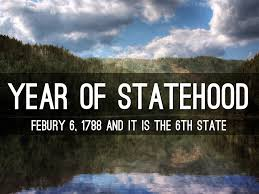 YEAR OF STATEHOOD
FEBURY 6, 1788 AND IT IS THE 6TH STATE